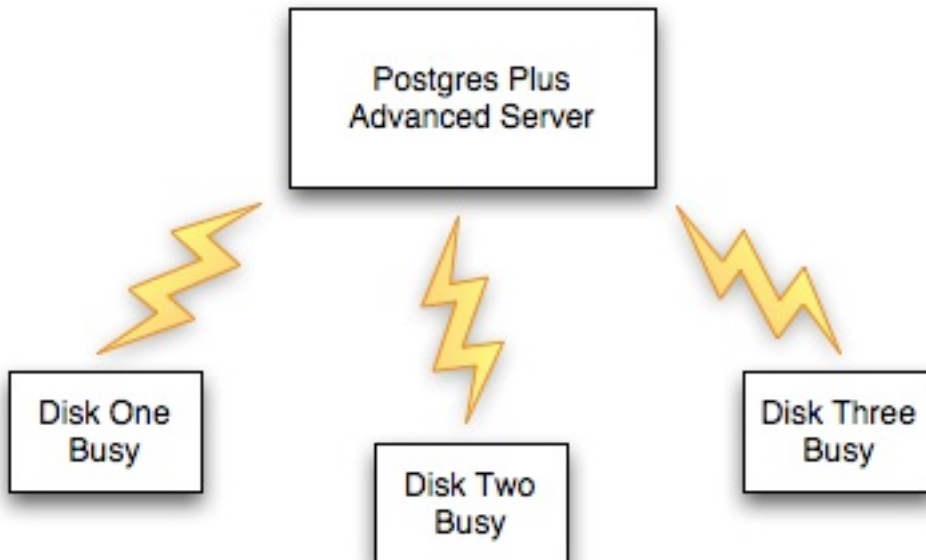 Postgres Plus
Advanced Server
Disk One
Busy
Disk Two
Busy
Disk Three
Busy